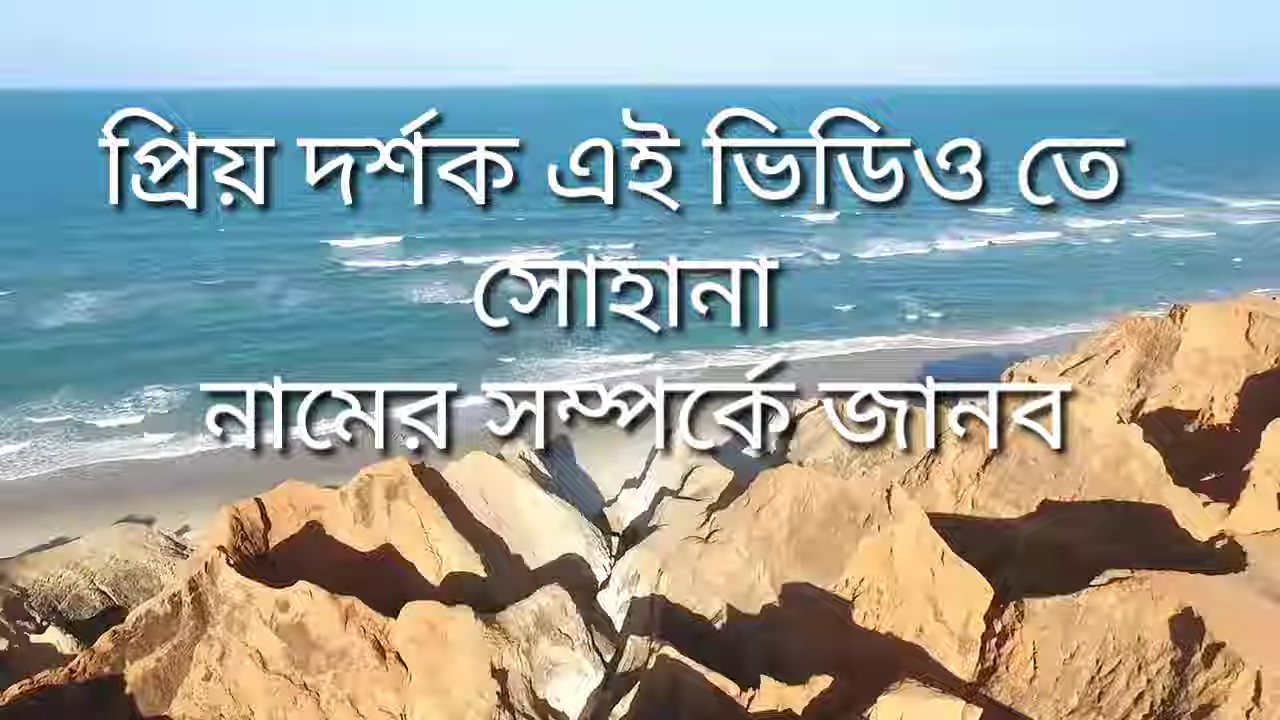 প্রিয় দর্শক এই ভিডিও তে
সোহানা
নামের সম্পর্কে জানব